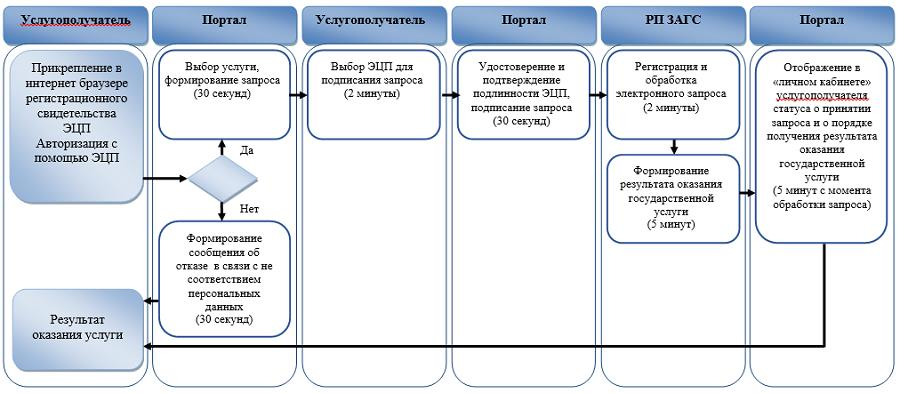 Услугополучатель
Портал
Услугополучатель
Портал
РП ЗАГС
Портал
Прикрепление в
интернет браузере
регистрационного
свидетельства
ЭЦП
Авторизация с
помощью ЭЦП
Выбор услуги,
формирование запроса
(30 секунд)
Да
Нет
Формирование
сообщения об
отказе в связи с не
соответствием
персональных
данных
(30 секунд)
Выбор ЭЦП для
подписания запроса
(2 минуты)
Удостоверение и
подтверждение
подлинности ЭЦП,
подписание запроса
(30 секунд)
Регистрация и
обработка
электронного запроса
(2 минуты)
Формирование
результата оказания
государственной
услуги
(5 минут)
Отображение в
«личном кабинете»
услугополучателя
статуса о принятии
запроса и о порядке
получения результата
оказания
государственной
услуги
(5 минут с момента
обработки запроса)
Результат
оказания услуги